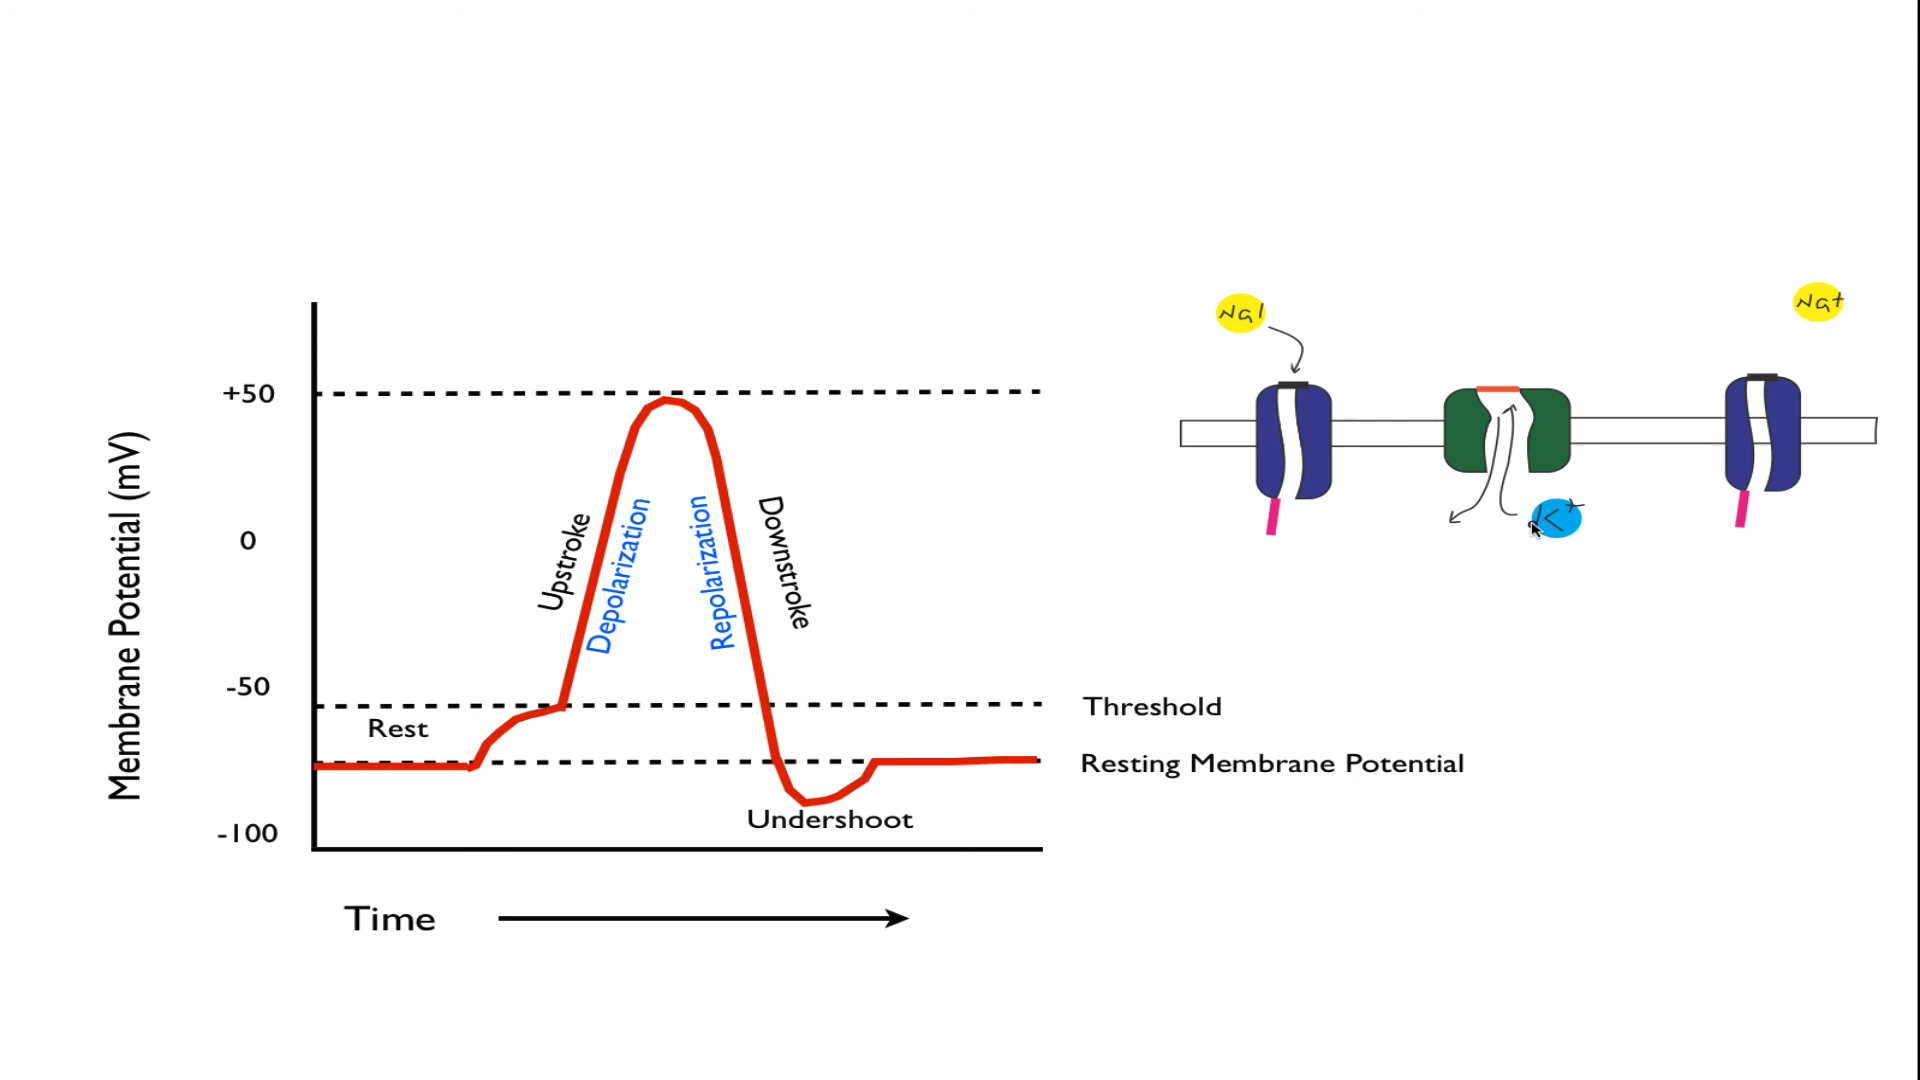 Na+
Na+
+50
K+
Membrane Potential (mV)
0
Upstroke
Depolarization
Repolarization
Downstroke
-50
Threshold
Rest
Resting Membrane Potential
Undershoot
-100
Time